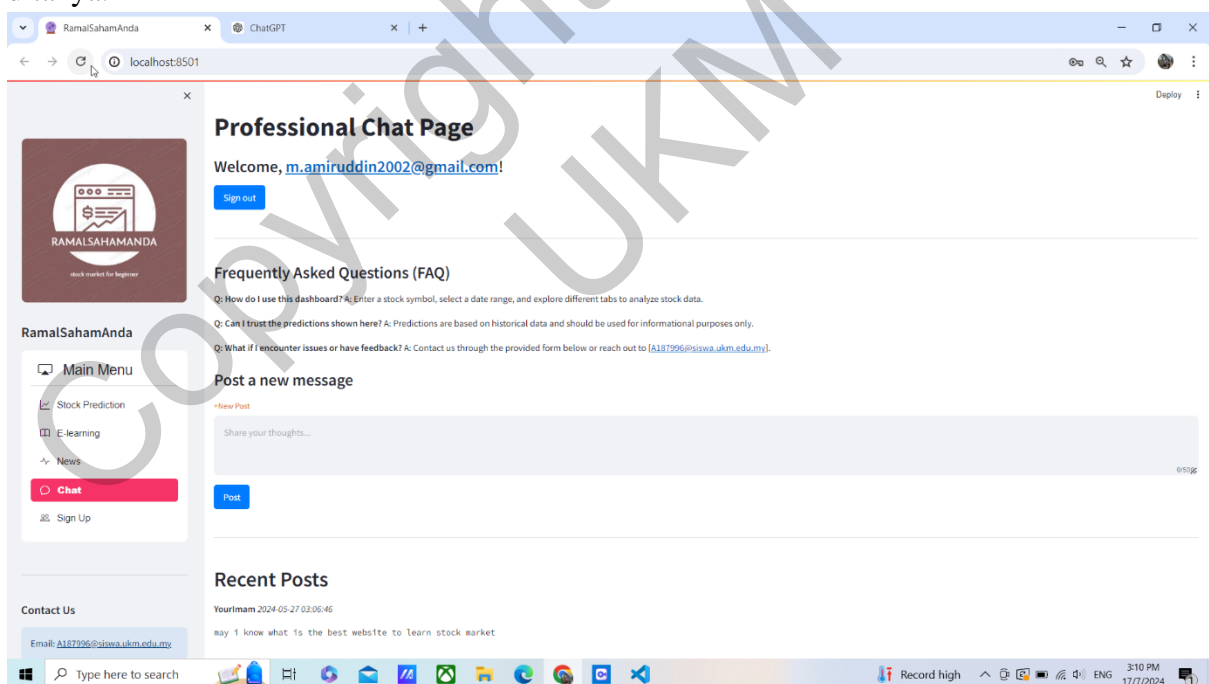 RamalSahamAnda
ChatGPT
localhost:8501
Deploy
RAMALSAHAMANDA
stock market for beginner
RamalSahamAnda
Main Menu
Stock Prediction
E-learning
News
Chat
Sign Up
Contact Us
Email: A187996@siswa.ukm.edu.my
Professional Chat Page
Welcome, m.amiruddin2002@gmail.com!
Sign out
Frequently Asked Questions (FAQ)
Q: How do I use this dashboard? A: Enter a stock symbol, select a date range, and explore different tabs to analyze stock data.
Q: Can I trust the predictions shown here? A: Predictions are based on historical data and should be used for informational purposes only.
Q: What if I encounter issues or have feedback? A: Contact us through the provided form below or reach out to [A187996@siswa.ukm.edu.my].
Post a new message
+New Post
Share your thoughts...
Post
Recent Posts
YourImam 2024-05-27 03:06:46
may i know what is the best website to learn stock market
Type here to search
Record high
ENG
3:10 PM
17/7/2024
Copyright
UKM